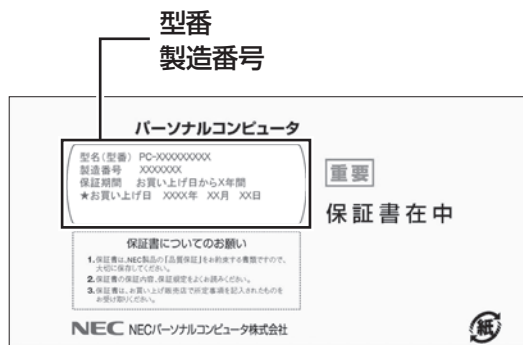 型番
製造番号
パーソナルコンピュータ
型名(型番) PC-XXXXXXXXX
製造番号 XXXXXXX
保証期間 お買い上げ日からX年間
★お買い上げ日 XXXX年 XX月 XX日
重要
保証書在中
保証書についてのお願い
1.保証書は、NEC製品の「品質保証」をお約束する書類ですので、
大切に保存してください。
2.保証書の保証内容、保証規定をよくお読みください。
3.保証書は、お買い上げ販売店で所定事項を記入されたものを
お受け取りください。
NEC NECパーソナルコンピュータ株式会社
紙